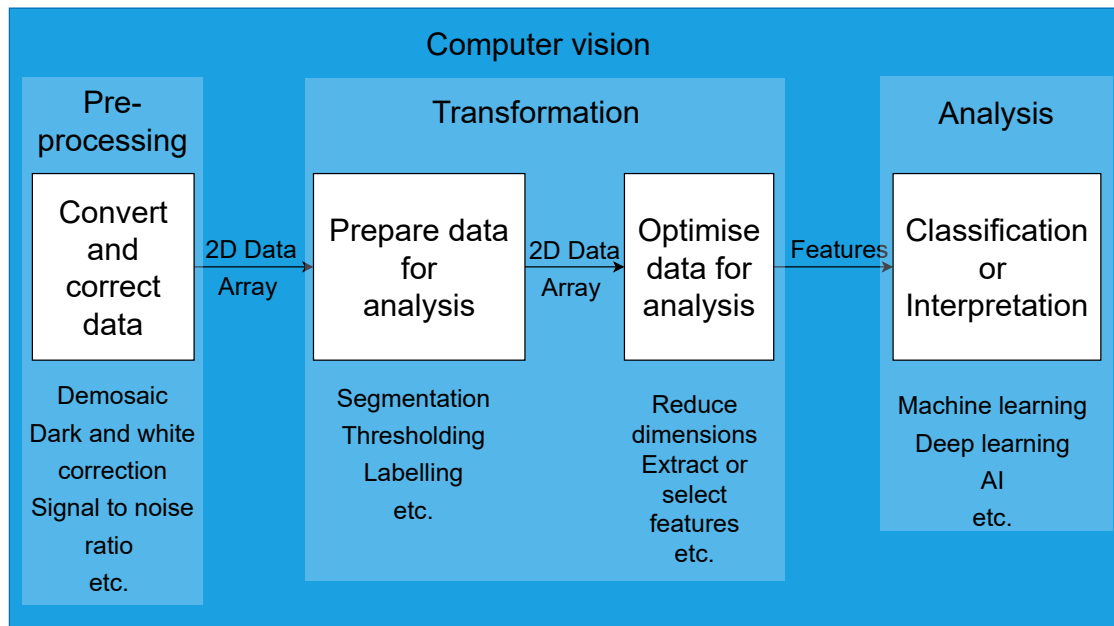 Computer vision
Pre-
processing
Convert
and
correct
data
Demosaic
Dark and white
correction
Signal to noise
ratio
etc.
2D Data
Array
Transformation
Prepare data
for
analysis
Segmentation
Thresholding
Labelling
etc.
2D Data
Array
Optimise
data for
analysis
Reduce
dimensions
Extract or
select
features
etc.
Features
Analysis
Classification
or
Interpretation
Machine learning
Deep learning
AI
etc.